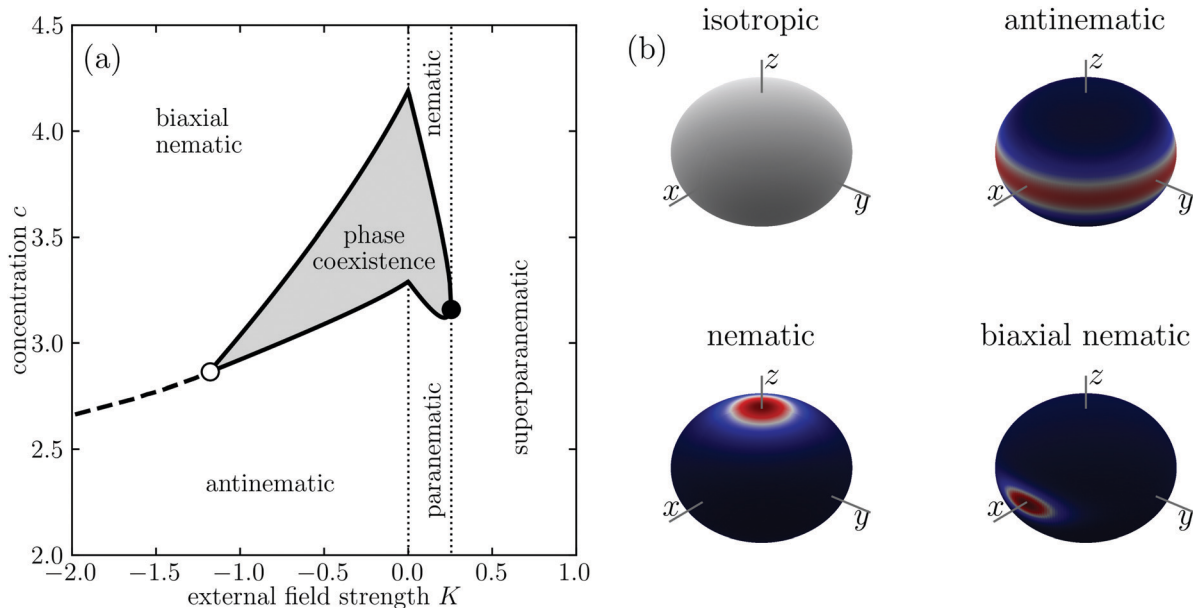 (a)
4.5
4.0
3.5
3.0
2.5
2.0
concentration c
biaxial
nematic
nematic
phase
coexistence
superparanematic
paranematic
antinematic
−2.0
−1.5
−1.0
−0.5
0.0
0.5
1.0
external field strength K
(b)
isotropic
z
x
y
antinematic
z
x
y
nematic
z
x
y
biaxial nematic
z
x
y